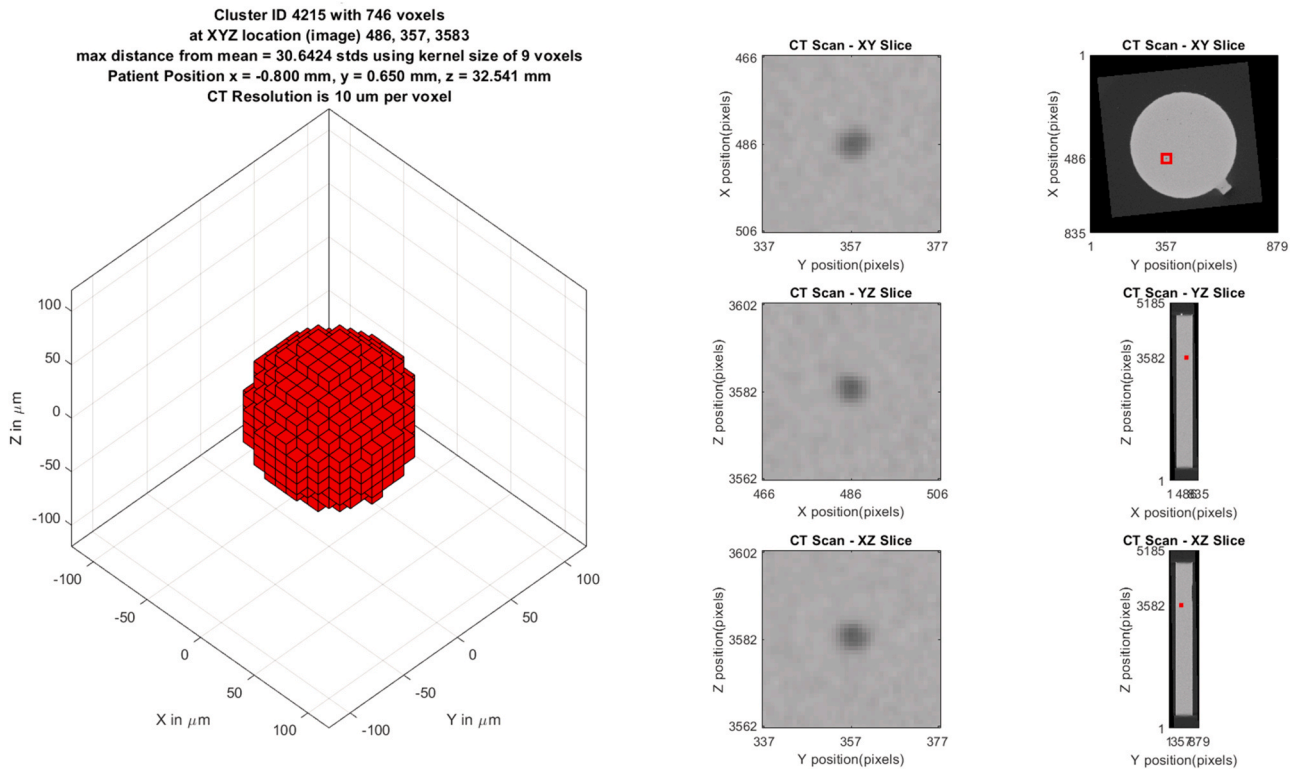 Cluster ID 4215 with 746 voxels
at XYZ location (image) 486, 357, 3583
max distance from mean = 30.6424 stds using kernel size of 9 voxels
Patient Position x = -0.800 mm, y = 0.650 mm, z = 32.541 mm
CT Resolution is 10 um per voxel
100
50
0
-50
-100
Z in μm
-100
-50
0
50
100
X in μm
-100
-50
0
50
100
Y in μm
CT Scan - XY Slice
466
486
506
X position(pixels)
337 357 377
Y position(pixels)
CT Scan - XY Slice
1
486
835
X position(pixels)
1 357 879
Y position(pixels)
CT Scan - YZ Slice
3602
3582
3562
Z position(pixels)
466 486 506
X position(pixels)
CT Scan - YZ Slice
5185
3582
1
Z position(pixels)
1 486 835
X position(pixels)
CT Scan - XZ Slice
3602
3582
3562
Z position(pixels)
337 357 377
Y position(pixels)
CT Scan - XZ Slice
5185
3582
1
Z position(pixels)
1 357 879
Y position(pixels)